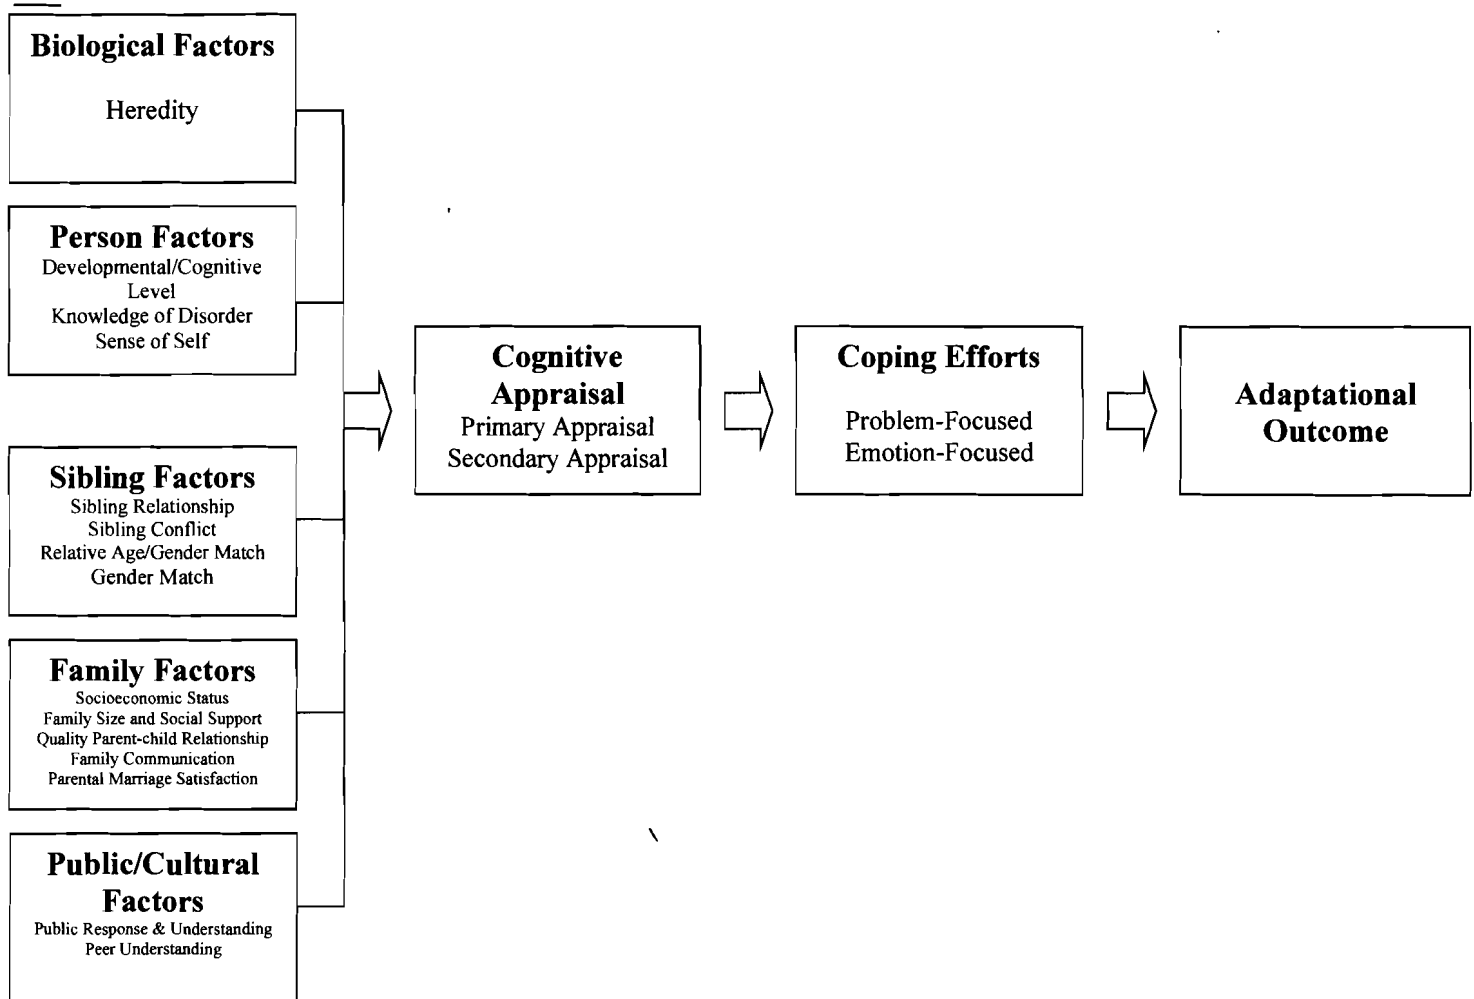 Biological Factors
Heredity
Person Factors
Developmental/Cognitive
Level
Knowledge of Disorder
Sense of Self
Sibling Factors
Sibling Relationship
Sibling Conflict
Relative Age/Gender Match
Gender Match
Family Factors
Socioeconomic Status
Family Size and Social Support
Quality Parent-child Relationship
Family Communication
Parental Marriage Satisfaction
Public/Cultural
Factors
Public Response & Understanding
Peer Understanding
Cognitive
Appraisal
Primary Appraisal
Secondary Appraisal
Coping Efforts
Problem-Focused
Emotion-Focused
Adaptational
Outcome